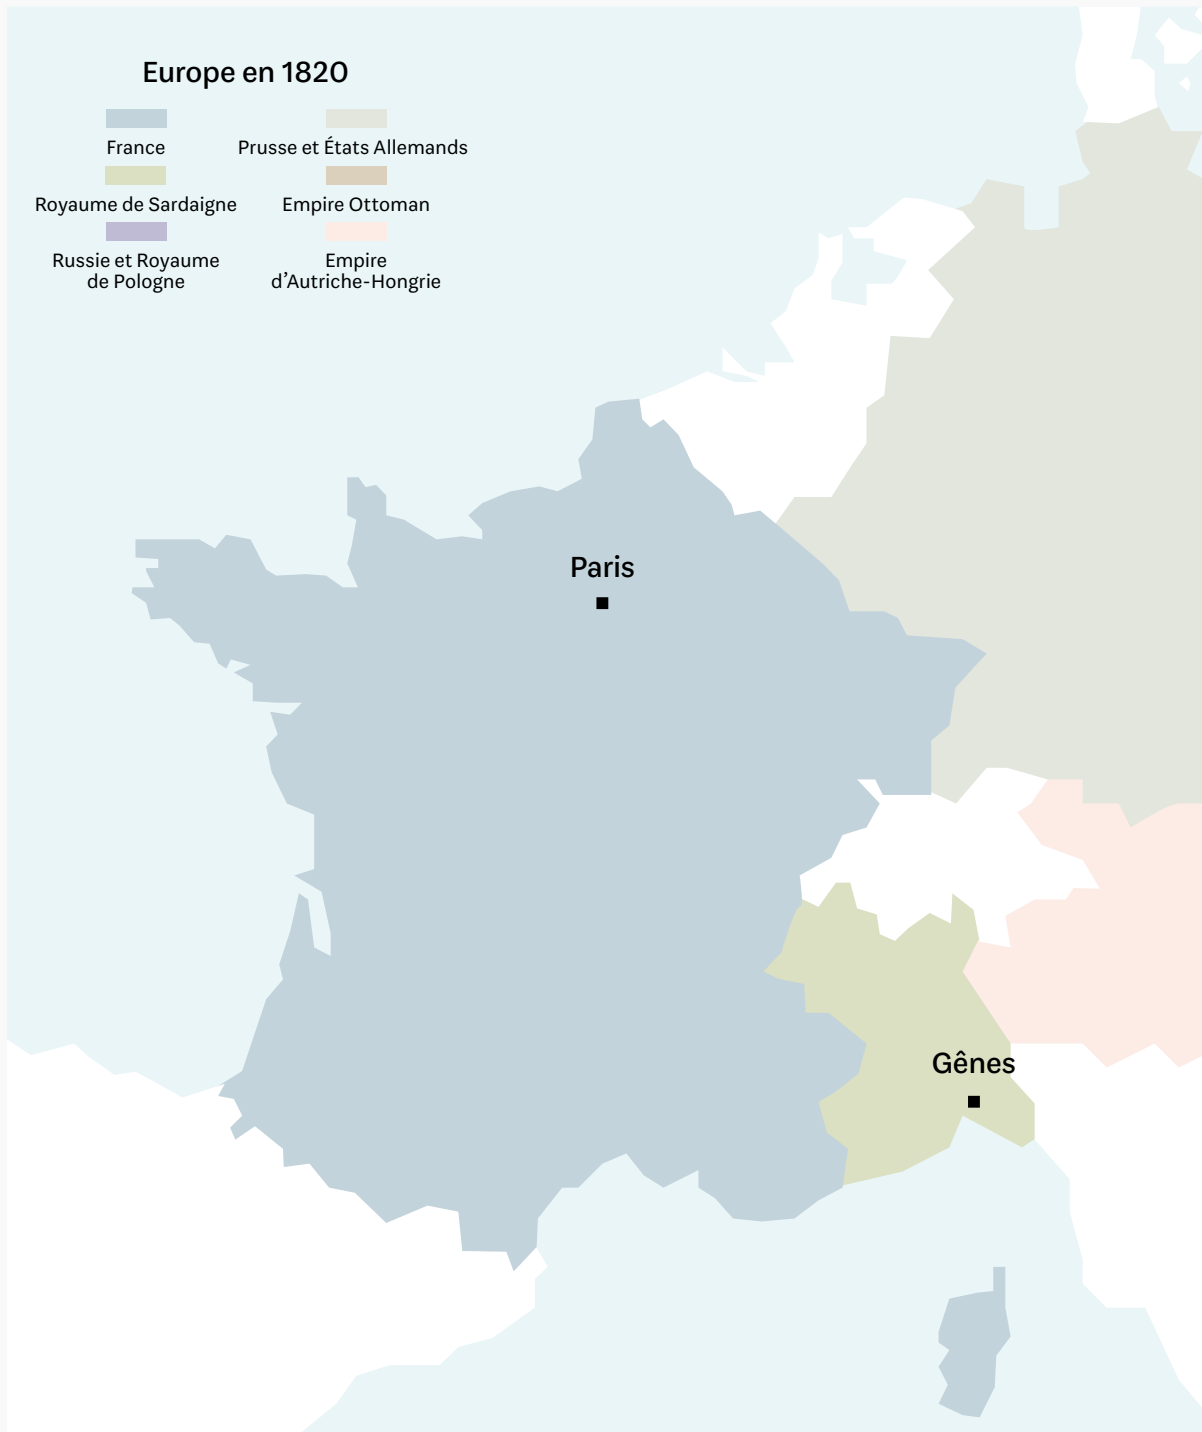 Europe en 1820
France
Prusse et États Allemands
Royaume de Sardaigne
Empire Ottoman
Russie et Royaume
de Pologne
Empire
d’Autriche-Hongrie
Paris
Gênes